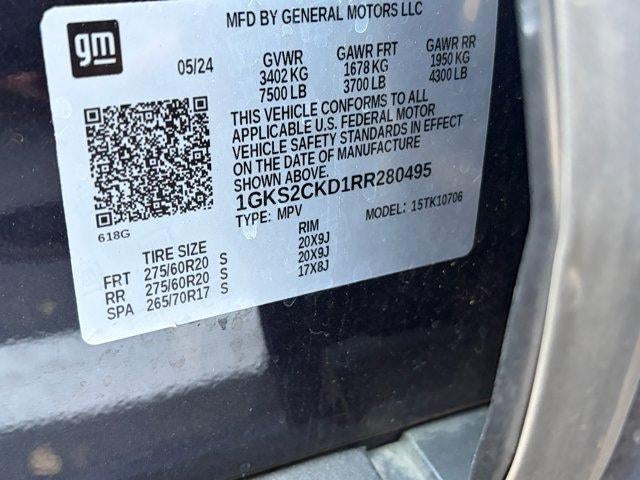 gm
MFD BY GENERAL MOTORS LLC
05/24
GVWR GAWR FRT GAWR RR
3402 KG 1678 KG 1950 KG
7500 LB 3700 LB 4300 LB
THIS VEHICLE CONFORMS TO ALL
APPLICABLE U.S. FEDERAL MOTOR
VEHICLE SAFETY STANDARDS IN EFFECT
ON THE DATE OF MANUFACTURE
SHOWN ABOVE.
1GKS2CKD1RR280495
TYPE: MPV MODEL: 15TK10706
618G
TIRE SIZE RIM
FRT 275/60R20 S 20X9J
RR 275/60R20 S 20X9J
SPA 265/70R17 S 17X8J